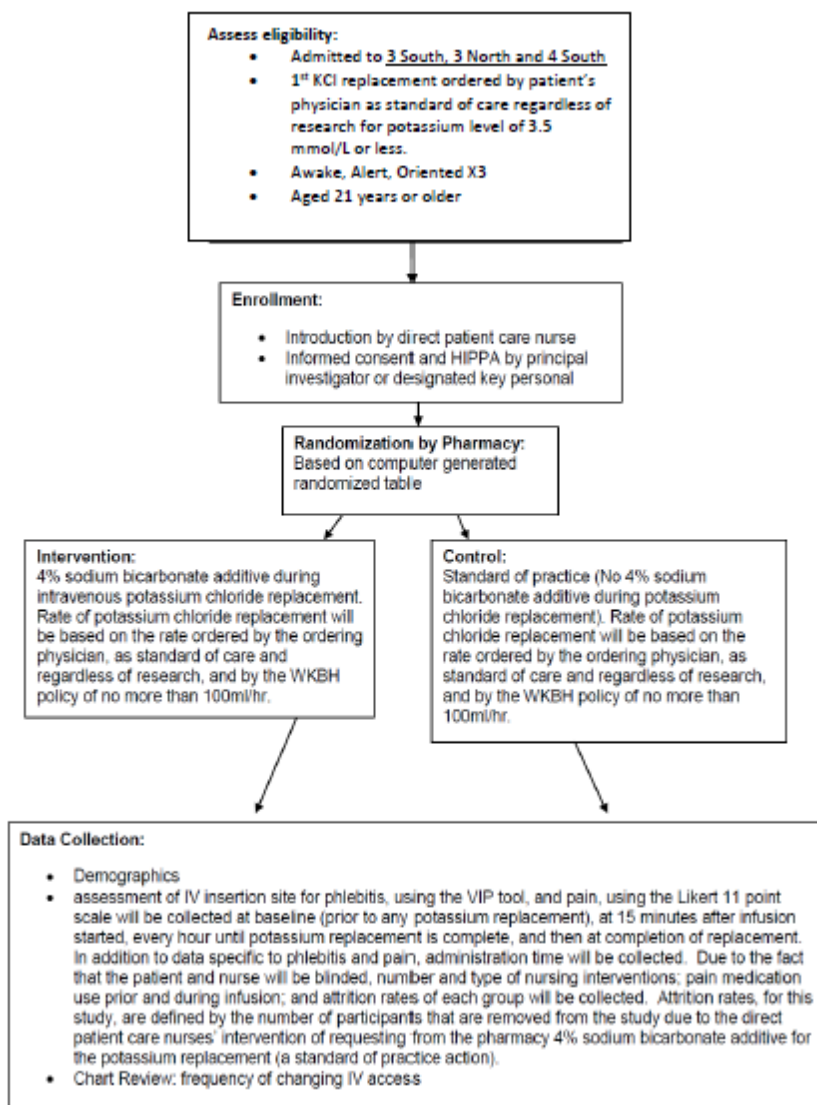 Assess eligibility:
• Admitted to 3 South, 3 North and 4 South
• 1st KCl replacement ordered by patient's
physician as standard of care regardless of
research for potassium level of 3.5
mmol/L or less.
• Awake, Alert, Oriented X3
• Aged 21 years or older
Enrollment:
• Introduction by direct patient care nurse
• Informed consent and HIPPA by principal
investigator or designated key personal
Randomization by Pharmacy:
Based on computer generated
randomized table
Intervention:
4% sodium bicarbonate additive during
intravenous potassium chloride replacement.
Rate of potassium chloride replacement will
be based on the rate ordered by the ordering
physician, as standard of care and
regardless of research, and by the WKBH
policy of no more than 100ml/hr.
Control:
Standard of practice (No 4% sodium
bicarbonate additive during potassium
chloride replacement). Rate of potassium
chloride replacement will be based on the
rate ordered by the ordering physician, as
standard of care and regardless of research,
and by the WKBH policy of no more than
100ml/hr.
Data Collection:
• Demographics
• assessment of IV insertion site for phlebitis, using the VIP tool, and pain, using the Likert 11 point
scale will be collected at baseline (prior to any potassium replacement), at 15 minutes after infusion
started, every hour until potassium replacement is complete, and then at completion of replacement.
In addition to data specific to phlebitis and pain, administration time will be collected. Due to the
fact that the patient and nurse will be blinded, number and type of nursing interventions; pain medication
use prior and during infusion; and attrition rates of each group will be collected. Attrition rates, for this
study, are defined by the number of participants that are removed from the study due to the direct
patient care nurses' intervention of requesting from the pharmacy 4% sodium bicarbonate additive for
the potassium replacement (a standard of practice action).
• Chart Review: frequency of changing IV access